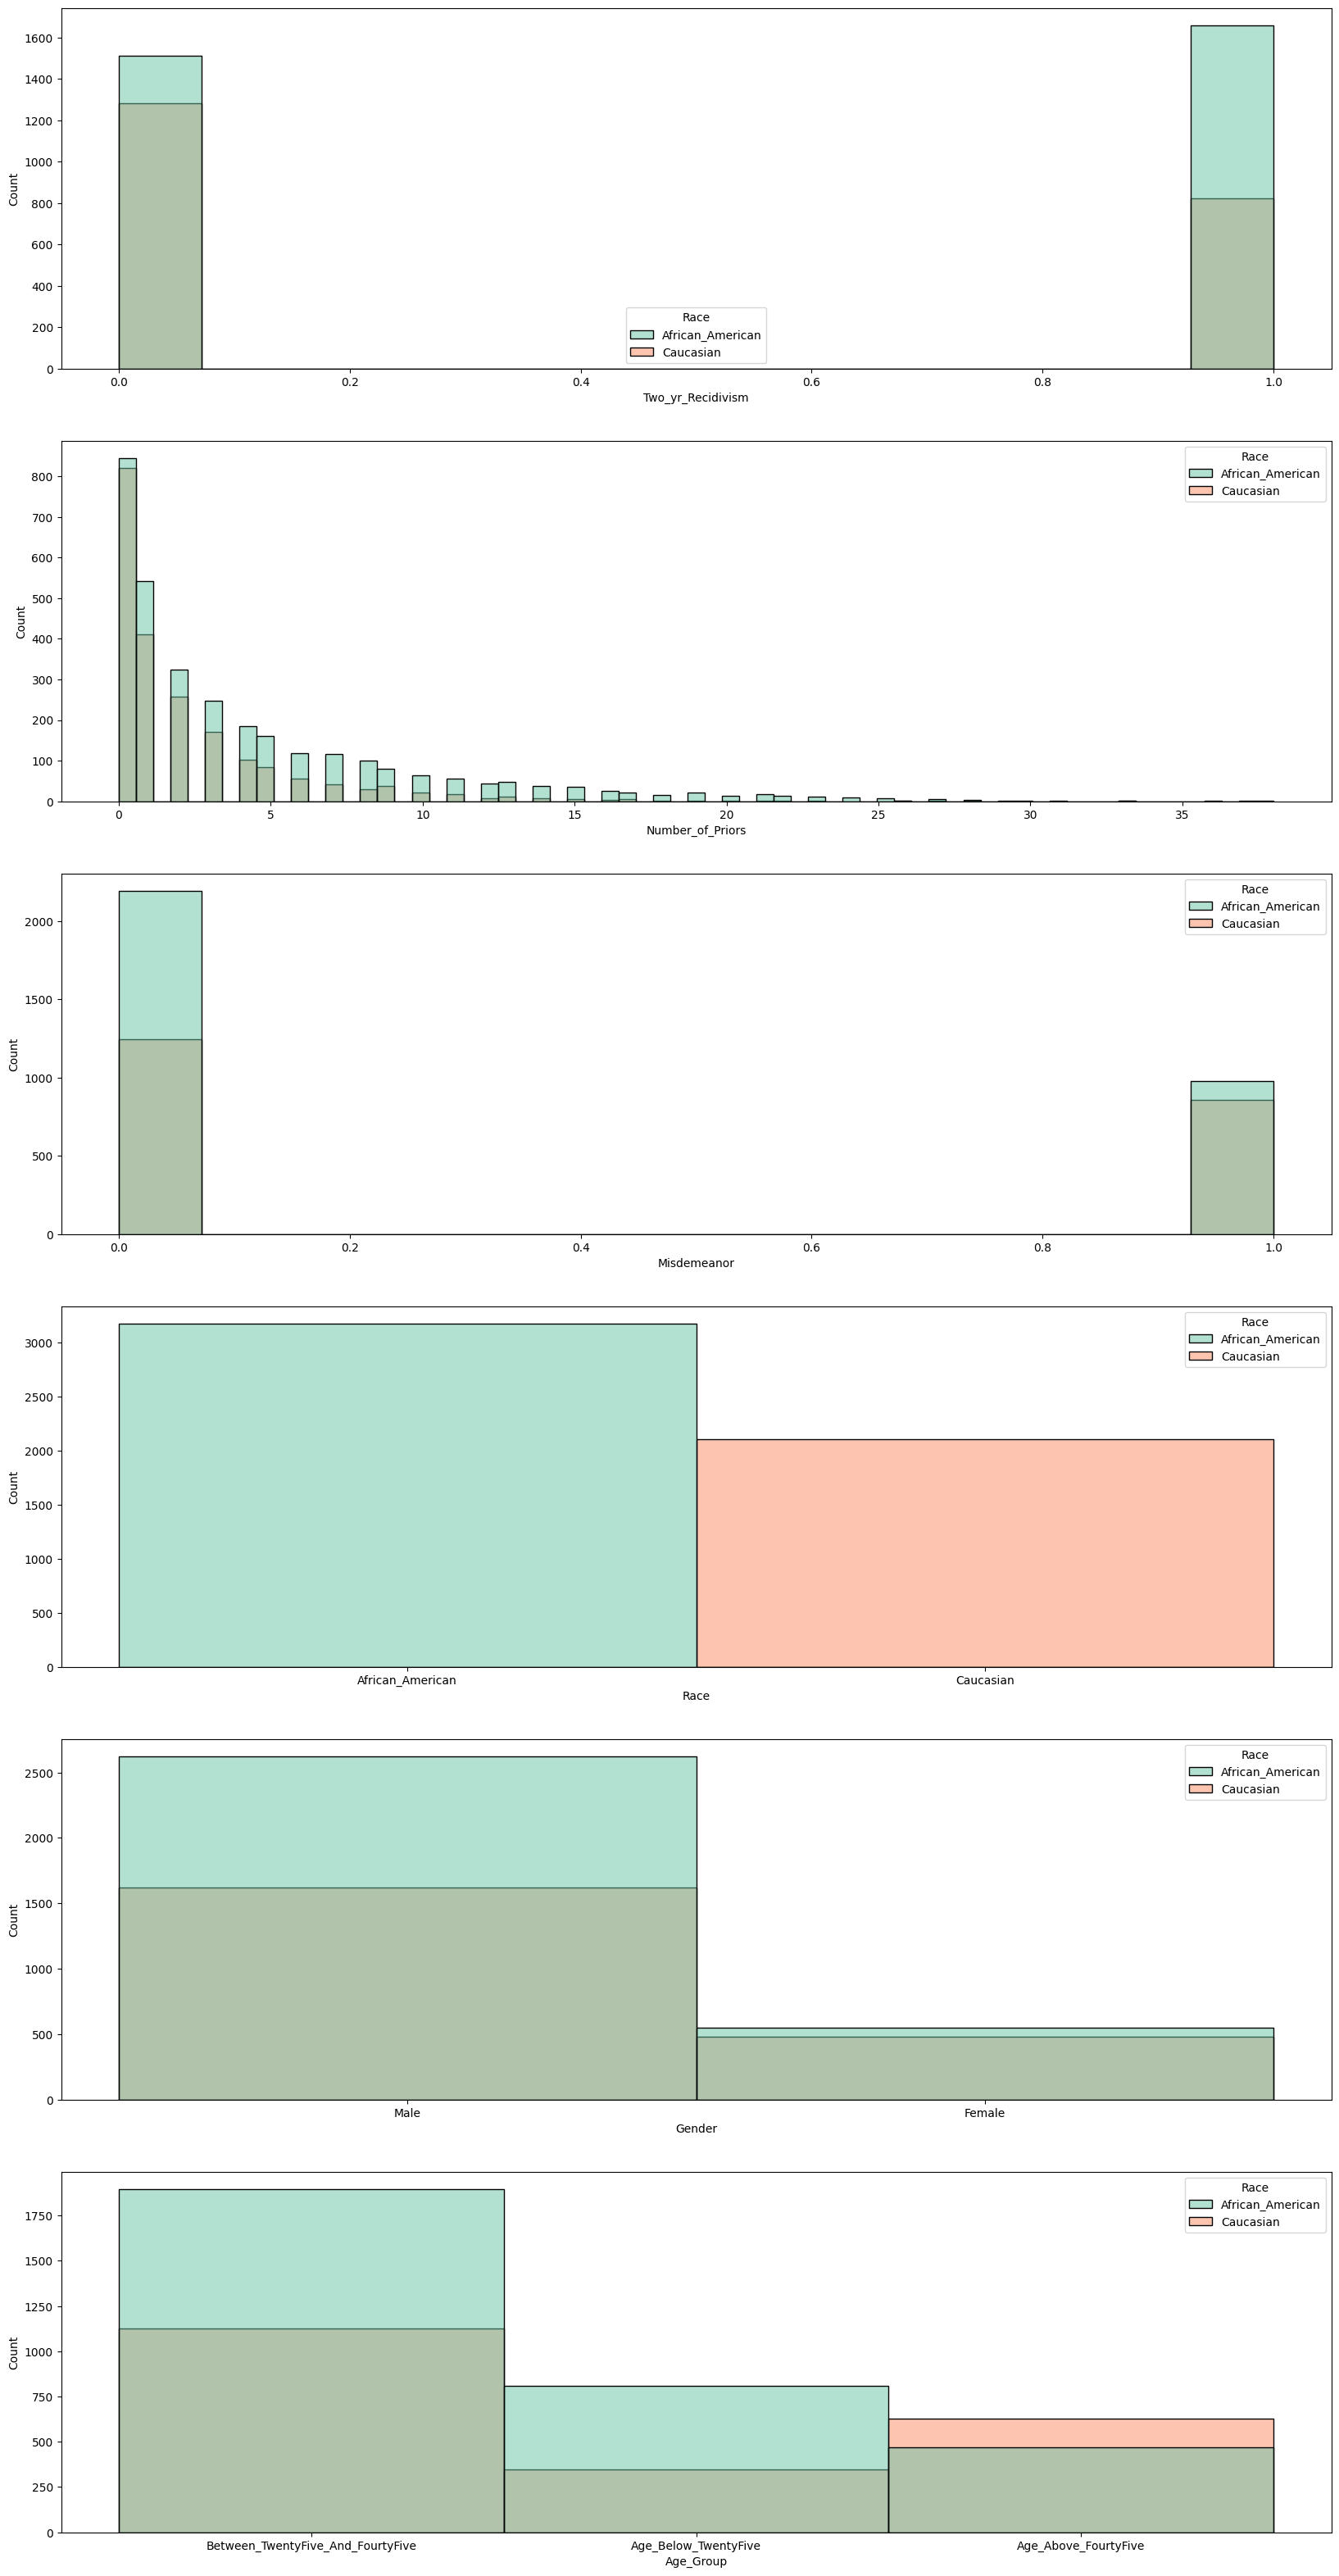 1600
1400
1200
1000
800
600
400
200
0
Count
Race
African_American
Caucasian
0.0 0.2 0.4 0.6 0.8 1.0
Two_yr_Recidivism
800
700
600
500
400
300
200
100
0
Count
Race
African_American
Caucasian
0 5 10 15 20 25 30 35
Number_of_Priors
2000
1500
1000
500
0
Count
Race
African_American
Caucasian
0.0 0.2 0.4 0.6 0.8 1.0
Misdemeanor
3000
2500
2000
1500
1000
500
0
Count
Race
African_American
Caucasian
African_American Caucasian
Race
2500
2000
1500
1000
500
0
Count
Race
African_American
Caucasian
Male Female
Gender
1750
1500
1250
1000
750
500
250
0
Count
Race
African_American
Caucasian
Between_TwentyFive_And_FourtyFive Age_Below_TwentyFive Age_Above_FourtyFive
Age_Group